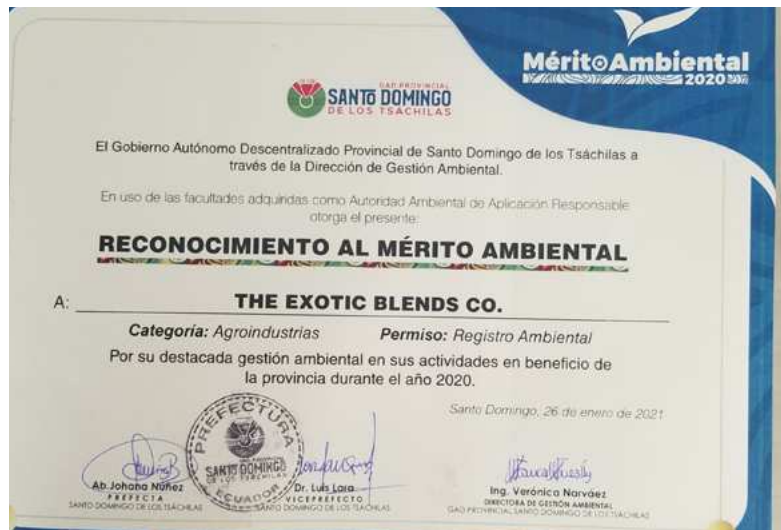 MéritoAmbiental
2020
GAD PROVINCIAL
SANTO DOMINGO
DE LOS TSÁCHILAS
El Gobierno Autónomo Descentralizado Provincial de Santo Domingo de los Tsáchilas a
través de la Dirección de Gestión Ambiental.
En uso de las facultades adquiridas como Autoridad Ambiental de Aplicación Responsable
otorga el presente:
RECONOCIMIENTO AL MÉRITO AMBIENTAL
A: THE EXOTIC BLENDS CO.
Categoría: Agroindustrias Permiso: Registro Ambiental
Por su destacada gestión ambiental en sus actividades en beneficio de
la provincia durante el año 2020.
Santo Domingo, 26 de enero de 2021
PREFECTURA
SANTO DOMINGO
DE LOS TSÁCHILAS
ECUADOR
Ab. Johana Núñez
PREFECTA
SANTO DOMINGO DE LOS TSÁCHILAS
Dr. Luis Lara
VICEPREFECTO
SANTO DOMINGO DE LOS TSÁCHILAS
Ing. Verónica Narváez
DIRECTORA DE GESTIÓN AMBIENTAL
GAD PROVINCIAL SANTO DOMINGO DE LOS TSÁCHILAS